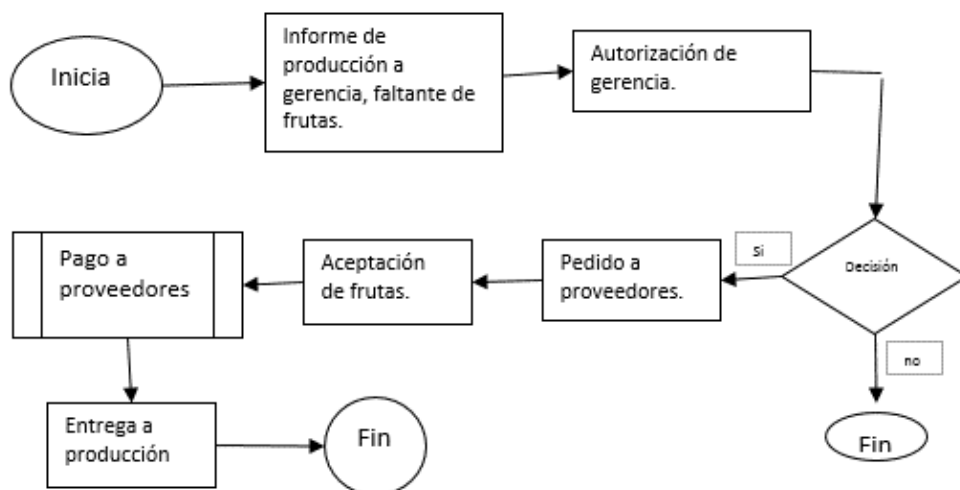 Inicia
Informe de
producción a
gerencia, faltante de
frutas.
Autorización de
gerencia.
Decisión
si
Pedido a
proveedores.
Aceptación
de frutas.
Pago a
proveedores
Entrega a
producción
Fin
no
Fin